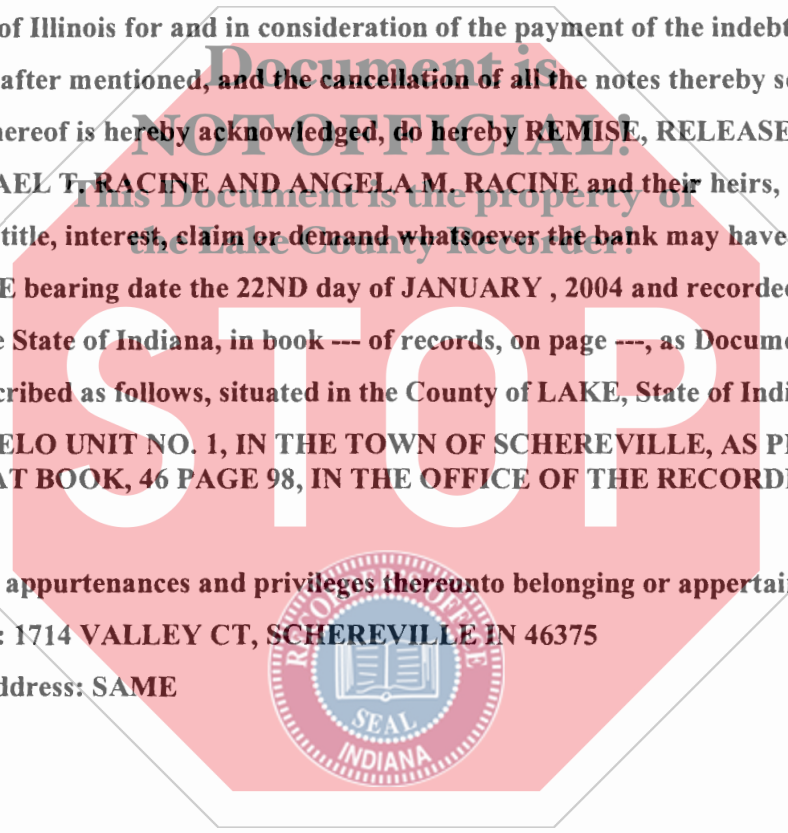 of Illinois for and in consideration of the payment of the indebt
after mentioned, and the cancellation of all the notes thereby se
hereof is hereby acknowledged, do hereby REMISE, RELEASE
AEL T. RACINE AND ANGELA M. RACINE and their heirs,
title, interest, claim or demand whatsoever the bank may have
E bearing date the 22ND day of JANUARY , 2004 and recorde
e State of Indiana, in book --- of records, on page ---, as Docume
cribed as follows, situated in the County of LAKE, State of Indi
ELO UNIT NO. 1, IN THE TOWN OF SCHEREVILLE, AS P
AT BOOK, 46 PAGE 98, IN THE OFFICE OF THE RECORD
appurtenances and privileges thereunto belonging or appertai
: 1714 VALLEY CT, SCHEREVILLE IN 46375
ddress: SAME
Document is
NOT OFFICIAL!
This Document is the property of
the Lake County Recorder!
STOP
RECORDER'S OFFICE
SEAL
INDIANA